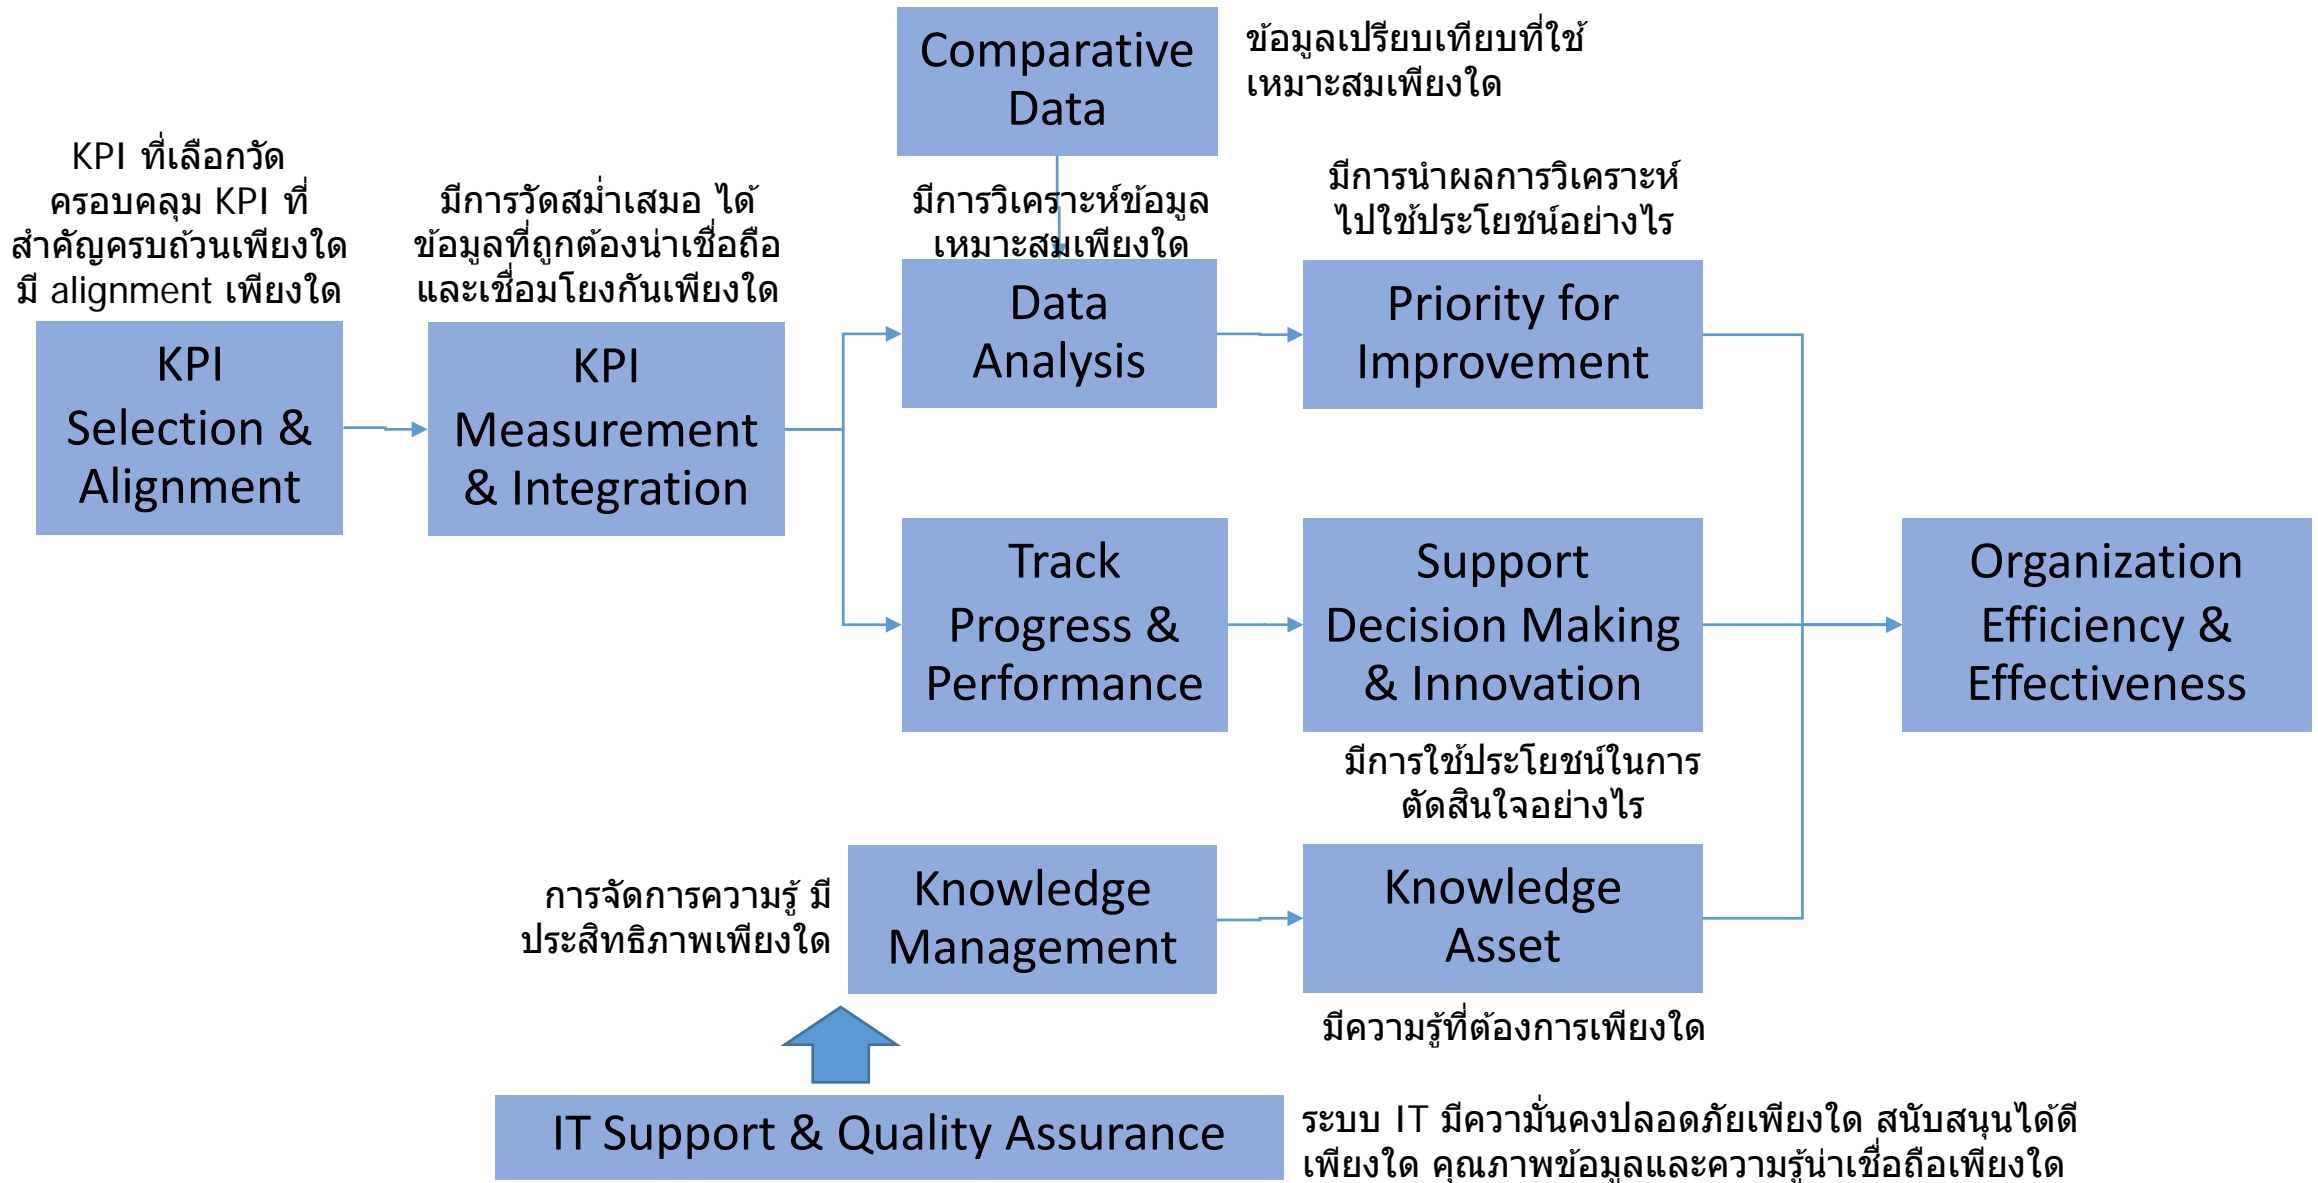 Comparative
Data
ข้อมูลเปรียบเทียบที่ใช้
เหมาะสมเพียงใด
KPI ที่เลือกวัด
ครอบคลุม KPI ที่
สำคัญครบถ้วนเพียงใด
มี alignment เพียงใด
มีการวัดสม่ำเสมอ ได้
ข้อมูลที่ถูกต้องน่าเชื่อถือ
และเชื่อมโยงกันเพียงใด
มีการวิเคราะห์ข้อมูล
เหมาะสมเพียงใด
มีการนำผลการวิเคราะห์
ไปใช้ประโยชน์อย่างไร
KPI
Selection &
Alignment
KPI
Measurement
& Integration
Data
Analysis
Priority for
Improvement
Track
Progress &
Performance
Support
Decision Making
& Innovation
Organization
Efficiency &
Effectiveness
มีการใช้ประโยชน์ในการ
ตัดสินใจอย่างไร
การจัดการความรู้ มี
ประสิทธิภาพเพียงใด
Knowledge
Management
Knowledge
Asset
มีความรู้ที่ต้องการเพียงใด
IT Support & Quality Assurance
ระบบ IT มีความั่นคงปลอดภัยเพียงใด สนับสนุนได้ดี
เพียงใด คุณภาพข้อมูลและความรู้น่าเชื่อถือเพียงใด